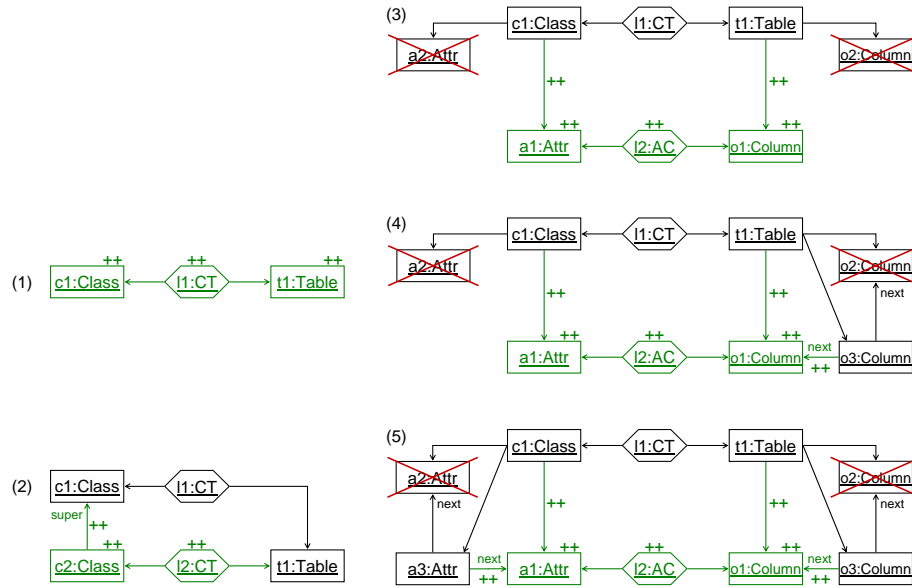 (3)
c1:Class
l1:CT
t1:Table
a2:Attr
o2:Column
++
++
++
++
++
a1:Attr
l2:AC
o1:Column
(4)
c1:Class
l1:CT
t1:Table
a2:Attr
o2:Column
next
++
++
++
++
++
next
a1:Attr
l2:AC
o1:Column
++
o3:Column
(1)
++
++
++
c1:Class
l1:CT
t1:Table
(5)
c1:Class
l1:CT
t1:Table
a2:Attr
o2:Column
next
next
++
++
next
++
++
++
next
a3:Attr
++
a1:Attr
l2:AC
o1:Column
++
o3:Column
(2)
c1:Class
l1:CT
super
++
++
++
c2:Class
l2:CT
t1:Table